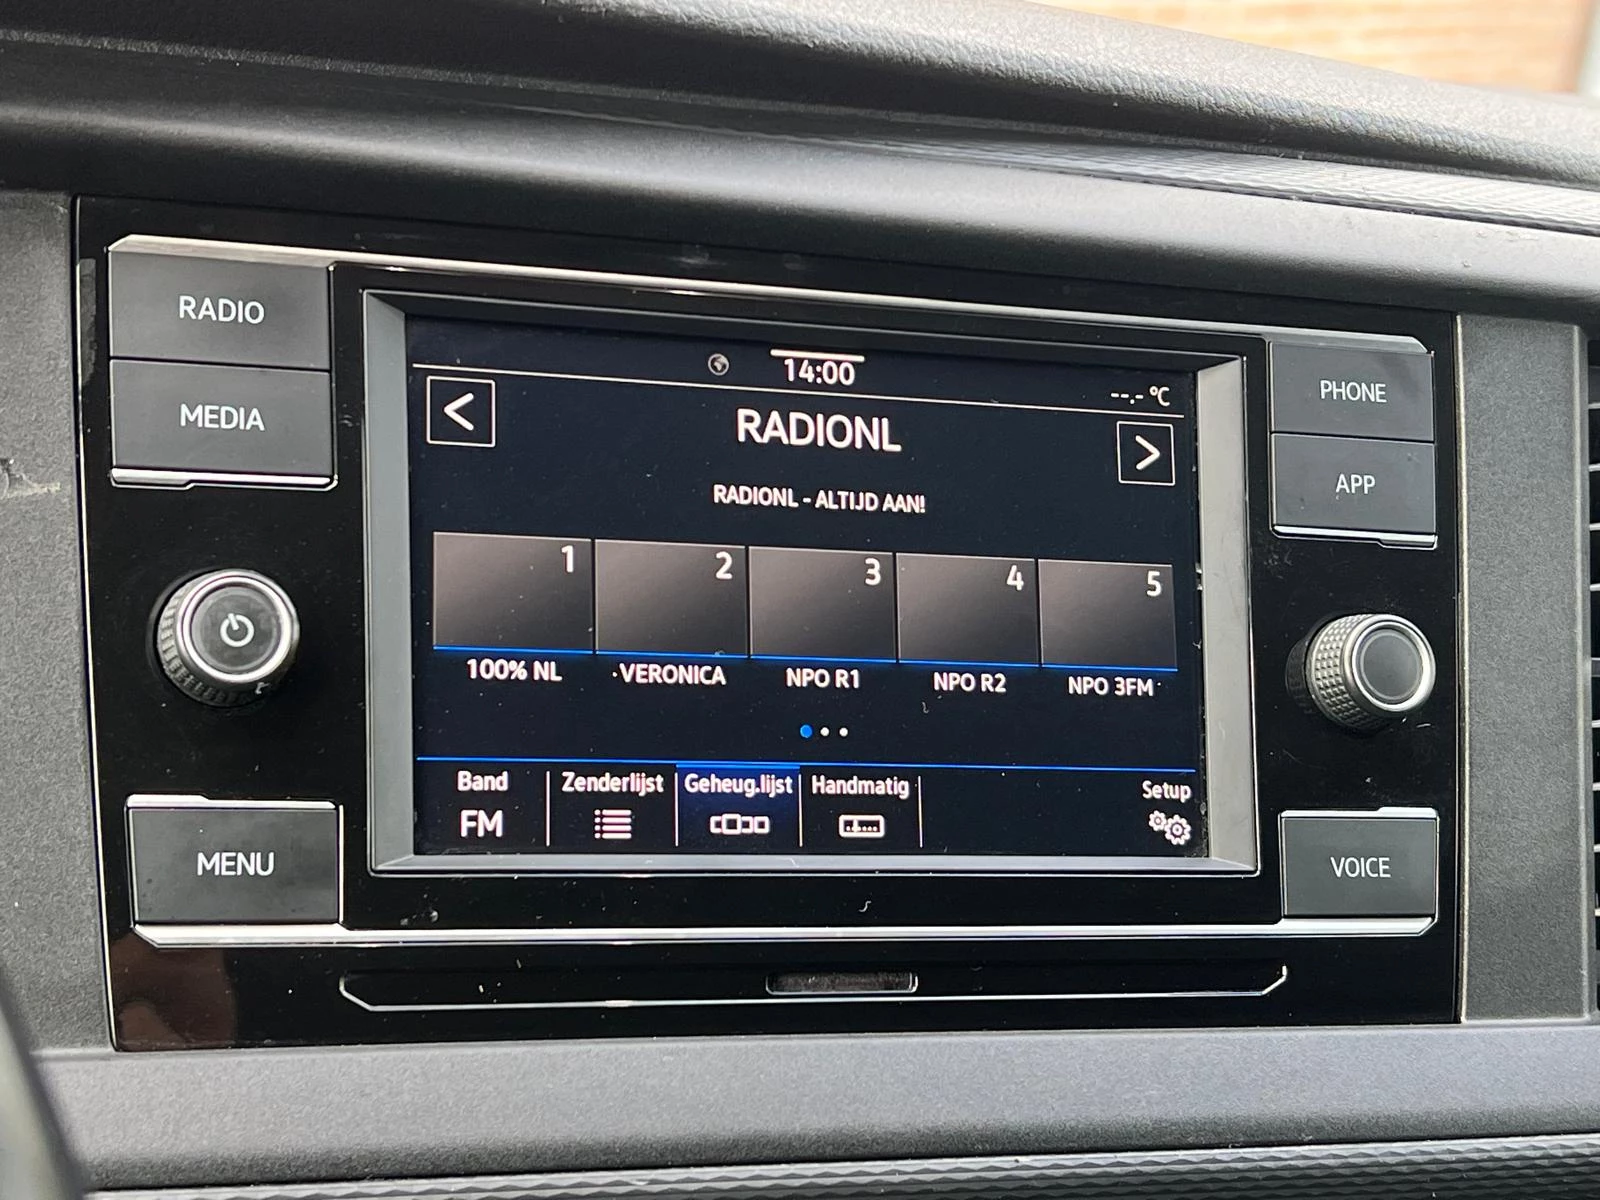 RADIO
MEDIA
MENU
14:00
--.- °C
<
RADIONL
>
RADIONL - ALTIJD AAN!
1
2
3
4
5
100% NL
·VERONICA
NPO R1
NPO R2
NPO 3FM·
Band
FM
Zenderlijst
Geheug.lijst
Handmatig
Setup
PHONE
APP
VOICE